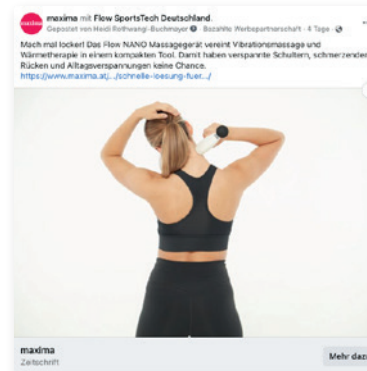 maxima mit Flow SportsTech Deutschland.
Gepostet von Heidi Rothwangl-Buchmayer · Bezahlte Werbepartnerschaft · 4 Tage ·
Mach mal locker! Das Flow NANO Massagegerät vereint Vibrationsmassage und
Wärmetherapie in einem kompakten Tool. Damit haben verspannte Schultern, schmerzender
Rücken und Alltagsverspannungen keine Chance.
https://www.maxima.at/.../schnelle-loesung-fuer.../
maxima
Zeitschrift
Mehr daz